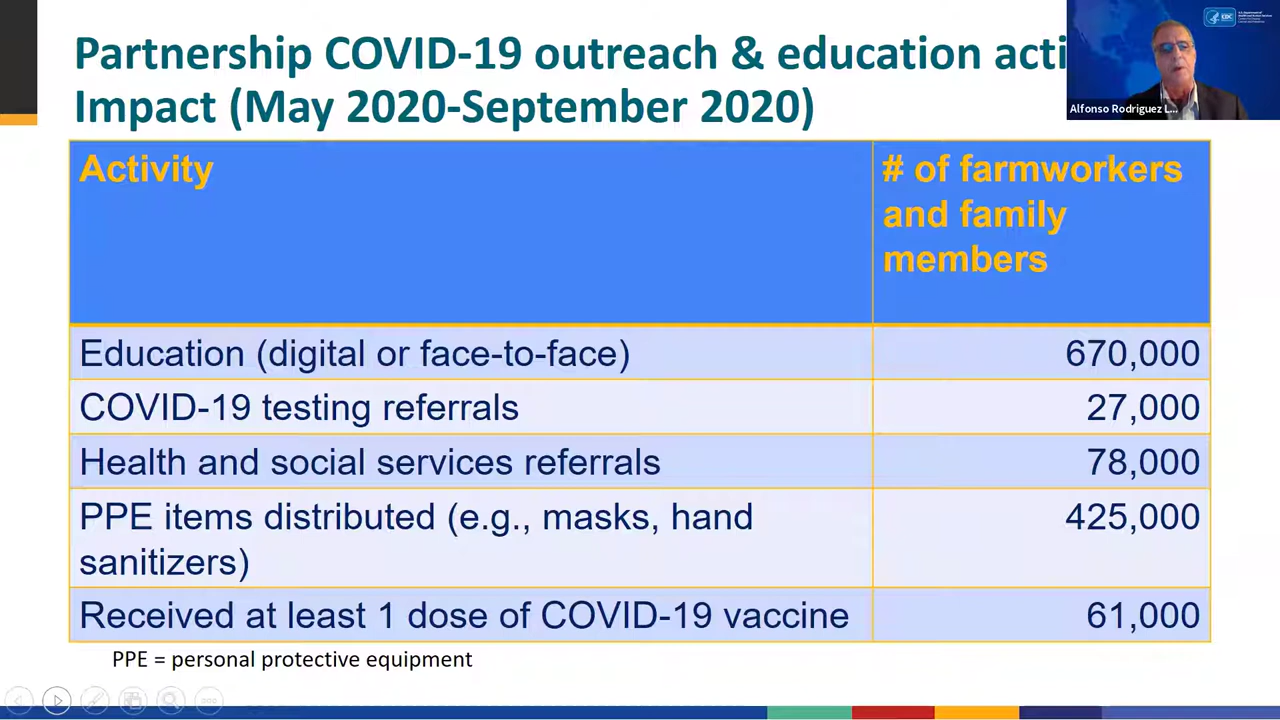 Partnership COVID-19 outreach & education acti
Impact (May 2020-September 2020)
Alfonso Rodriguez L...
Activity
# of farmworkers
and family
members
Education (digital or face-to-face)
670,000
COVID-19 testing referrals
27,000
Health and social services referrals
78,000
PPE items distributed (e.g., masks, hand
sanitizers)
425,000
Received at least 1 dose of COVID-19 vaccine
61,000
PPE = personal protective equipment